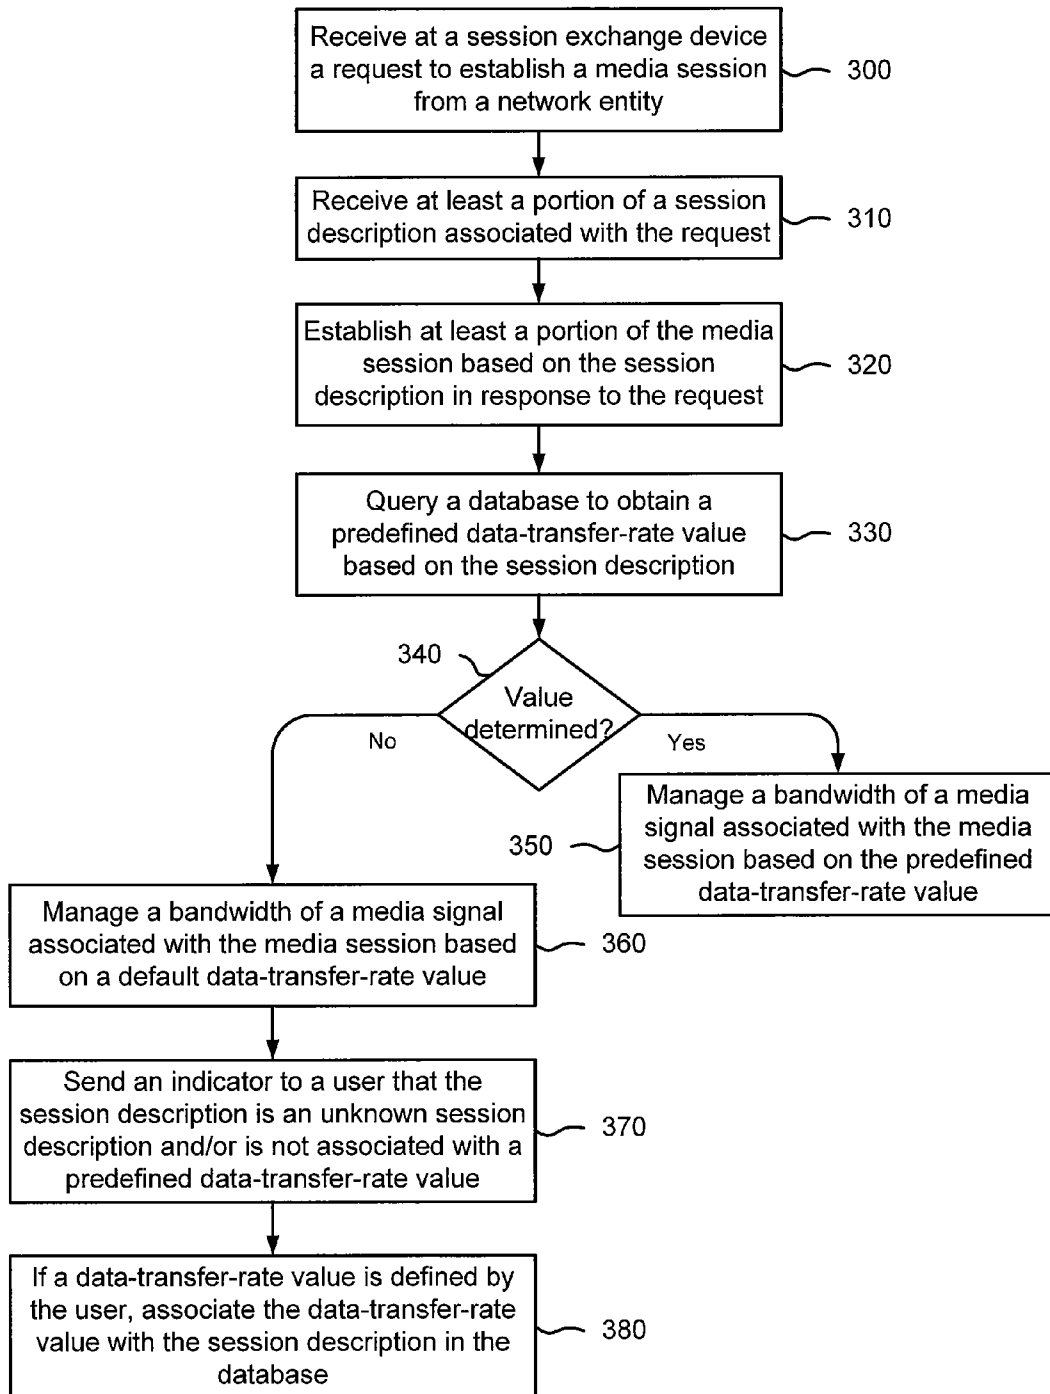 Receive at a session exchange device
a request to establish a media session
from a network entity
300
Receive at least a portion of a session
description associated with the request
310
Establish at least a portion of the media
session based on the session
description in response to the request
320
Query a database to obtain a
predefined data-transfer-rate value
based on the session description
330
340
Value
determined?
No
Yes
Manage a bandwidth of a media
signal associated with the media
session based on the predefined
data-transfer-rate value
350
Manage a bandwidth of a media signal
associated with the media session based
on a default data-transfer-rate value
360
Send an indicator to a user that the
session description is an unknown session
description and/or is not associated with a
predefined data-transfer-rate value
370
If a data-transfer-rate value is defined by
the user, associate the data-transfer-rate
value with the session description in the
database
380